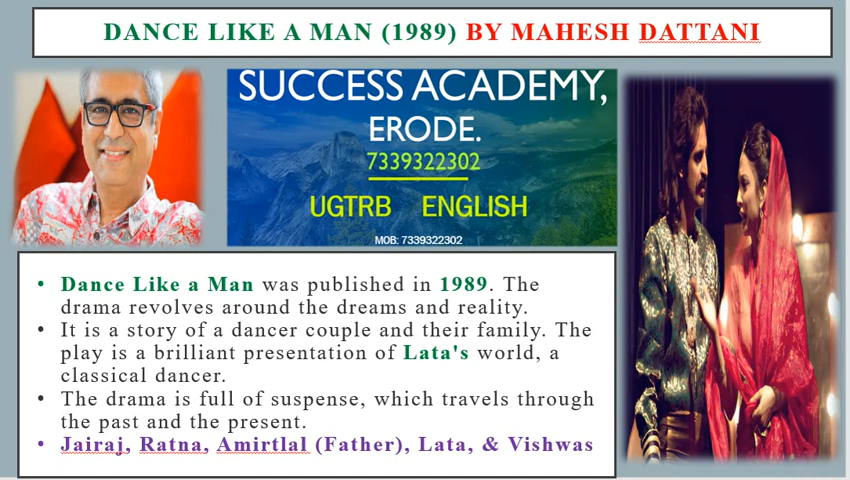 DANCE LIKE A MAN (1989) BY MAHESH DATTANI
SUCCESS ACADEMY,
ERODE.
7339322302
UGTRB ENGLISH
MOB: 7339322302
• Dance Like a Man was published in 1989. The
drama revolves around the dreams and reality.
• It is a story of a dancer couple and their family. The
play is a brilliant presentation of Lata's world, a
classical dancer.
• The drama is full of suspense, which travels through
the past and the present.
• Jairaj, Ratna, Amirtlal (Father), Lata, & Vishwas